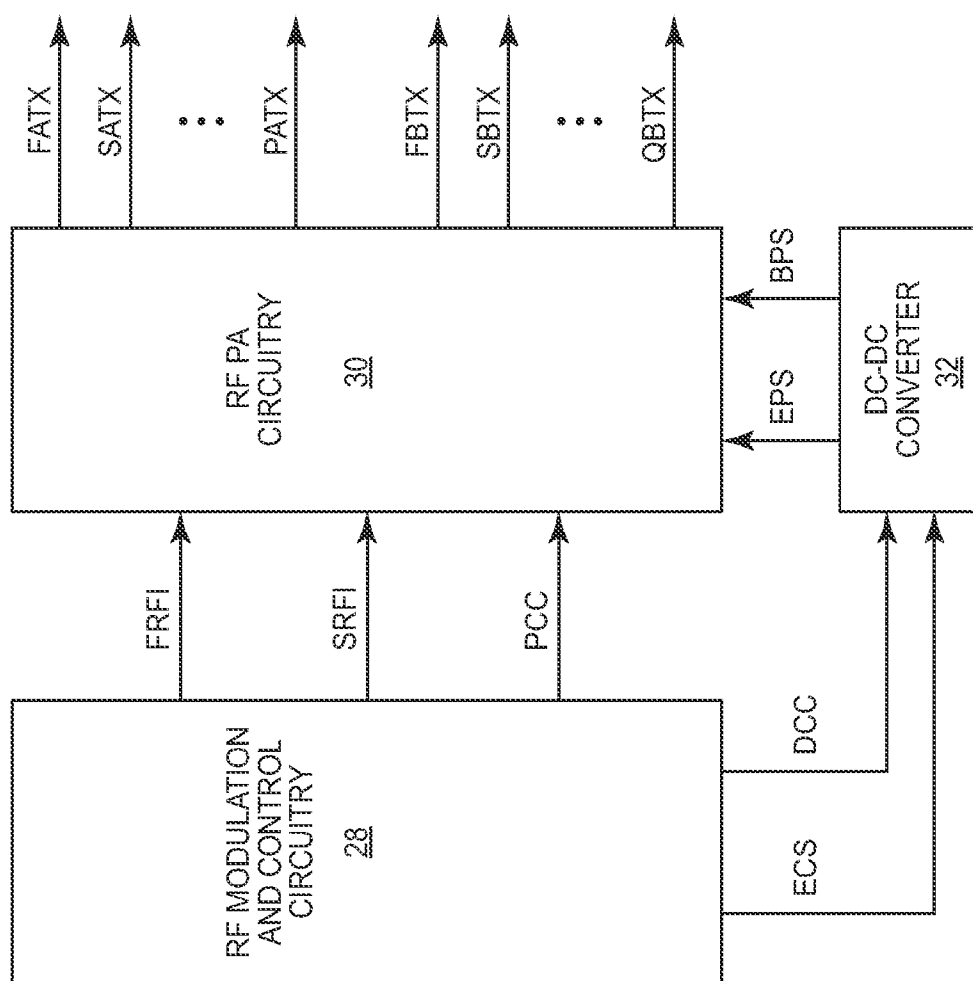 RF MODULATION
AND CONTROL
CIRCUITRY
28
FRFI
SRFI
PCC
DCC
ECS
RF PA
CIRCUITRY
30
EPS
BPS
DC-DC
CONVERTER
32
FATX
SATX
...
PATX
FBTX
SBTX
...
QBTX